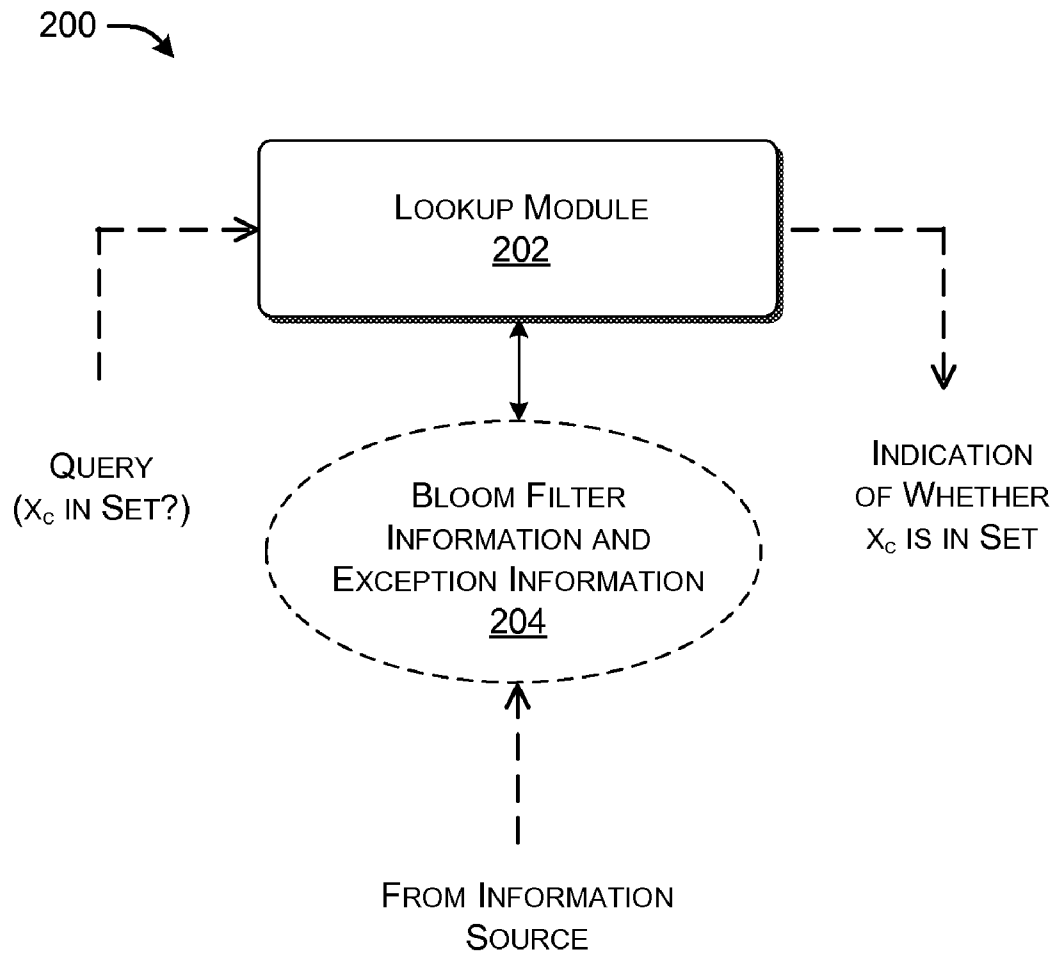 200
LOOKUP MODULE
202
QUERY
(Xc IN SET?)
INDICATION
OF WHETHER
Xc IS IN SET
BLOOM FILTER
INFORMATION AND
EXCEPTION INFORMATION
204
FROM INFORMATION
SOURCE